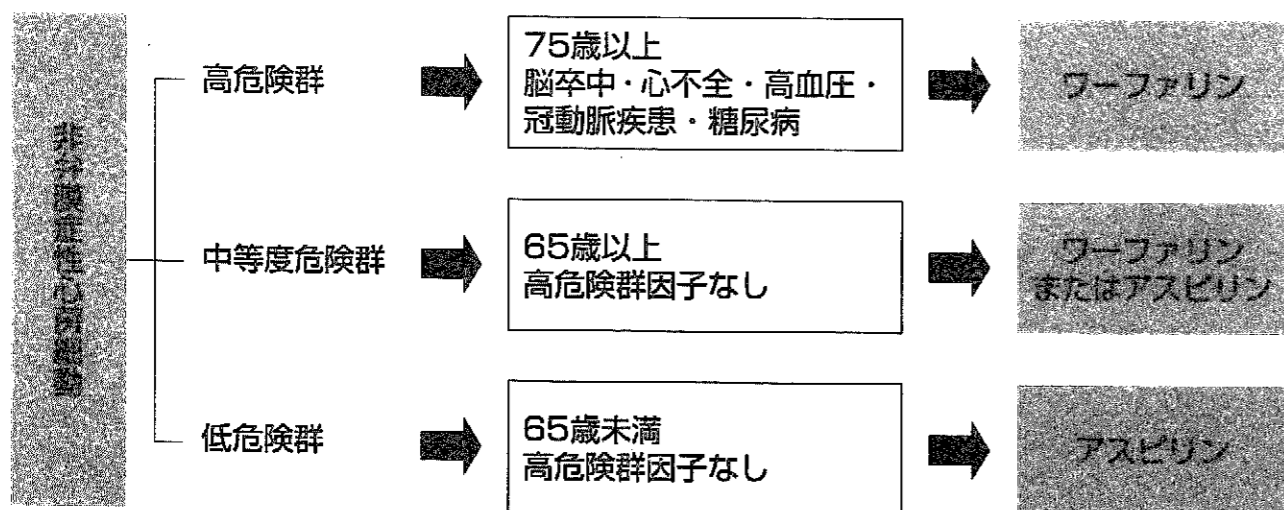 非弁膜症性心房細動
高危険群
75歳以上
脳卒中・心不全・高血圧・
冠動脈疾患・糖尿病
ワーファリン
中等度危険群
65歳以上
高危険群因子なし
ワーファリン
またはアスピリン
低危険群
65歳未満
高危険群因子なし
アスピリン